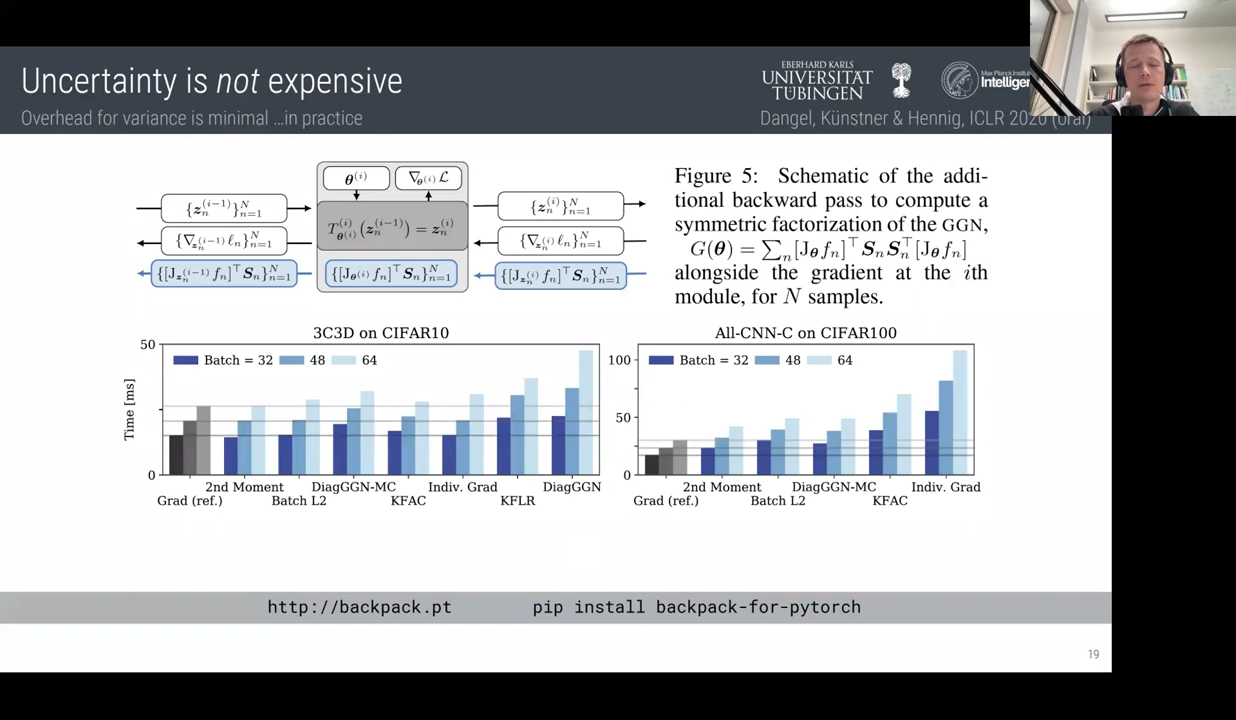 Uncertainty is not expensive
Overhead for variance is minimal ...in practice
EBERHARD KARLS
UNIVERSITÄT
TÜBINGEN
Max Planck
Intelligen
Dangel, Künstner & Hennig, ICLR 2020 (oral)
θ^(i) ∇_θ^(i) ℒ
{z_n^(i−1)}_{n=1}^N
T_θ^(i)^(i)(z_n^(i−1)) = z_n^(i)
{z_n^(i)}_{n=1}^N
{∇_{z_n^(i−1)} ℓ_n}_{n=1}^N
{∇_{z_n^(i)} ℓ_n}_{n=1}^N
{[J_{z_n^(i−1)} f_n]^⊤ S_n}_{n=1}^N
{[J_{θ^(i)} f_n]^⊤ S_n}_{n=1}^N
{[J_{z_n^(i)} f_n]^⊤ S_n}_{n=1}^N
Figure 5: Schematic of the addi-
tional backward pass to compute a
symmetric factorization of the GGN,
G(θ) = ∑_n [J_θ f_n]^⊤ S_n S_n^⊤ [J_θ f_n]
alongside the gradient at the ith
module, for N samples.
3C3D on CIFAR10
50
Batch = 32 48 64
Time [ms]
0
2nd Moment DiagGGN-MC Indiv. Grad DiagGGN
Grad (ref.) Batch L2 KFAC KFLR
All-CNN-C on CIFAR100
100
Batch = 32 48 64
50
0
2nd Moment DiagGGN-MC Indiv. Grad
Grad (ref.) Batch L2 KFAC
http://backpack.pt pip install backpack-for-pytorch
19